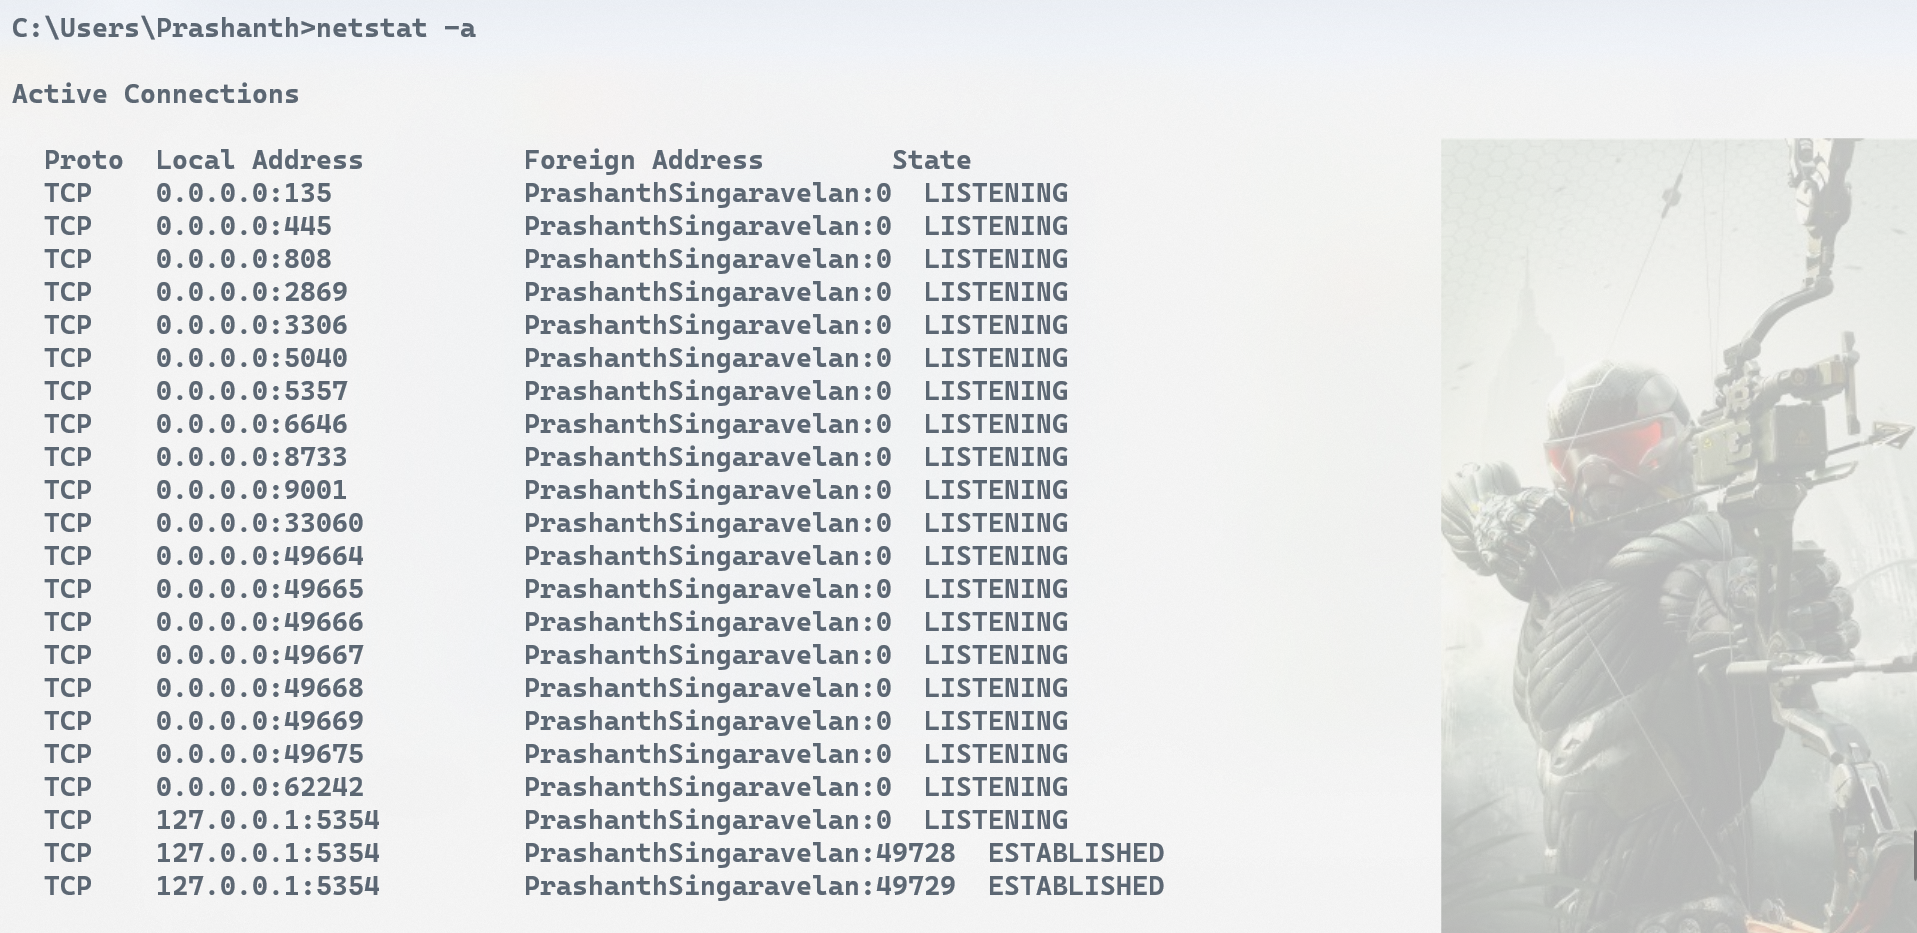 C:\Users\Prashanth>netstat -a
Active Connections
Proto  Local Address          Foreign Address        State
TCP    0.0.0.0:135            PrashanthSingaravelan:0  LISTENING
TCP    0.0.0.0:445            PrashanthSingaravelan:0  LISTENING
TCP    0.0.0.0:808            PrashanthSingaravelan:0  LISTENING
TCP    0.0.0.0:2869           PrashanthSingaravelan:0  LISTENING
TCP    0.0.0.0:3306           PrashanthSingaravelan:0  LISTENING
TCP    0.0.0.0:5040           PrashanthSingaravelan:0  LISTENING
TCP    0.0.0.0:5357           PrashanthSingaravelan:0  LISTENING
TCP    0.0.0.0:6646           PrashanthSingaravelan:0  LISTENING
TCP    0.0.0.0:8733           PrashanthSingaravelan:0  LISTENING
TCP    0.0.0.0:9001           PrashanthSingaravelan:0  LISTENING
TCP    0.0.0.0:33060          PrashanthSingaravelan:0  LISTENING
TCP    0.0.0.0:49664          PrashanthSingaravelan:0  LISTENING
TCP    0.0.0.0:49665          PrashanthSingaravelan:0  LISTENING
TCP    0.0.0.0:49666          PrashanthSingaravelan:0  LISTENING
TCP    0.0.0.0:49667          PrashanthSingaravelan:0  LISTENING
TCP    0.0.0.0:49668          PrashanthSingaravelan:0  LISTENING
TCP    0.0.0.0:49669          PrashanthSingaravelan:0  LISTENING
TCP    0.0.0.0:49675          PrashanthSingaravelan:0  LISTENING
TCP    0.0.0.0:62242          PrashanthSingaravelan:0  LISTENING
TCP    127.0.0.1:5354         PrashanthSingaravelan:0  LISTENING
TCP    127.0.0.1:5354         PrashanthSingaravelan:49728  ESTABLISHED
TCP    127.0.0.1:5354         PrashanthSingaravelan:49729  ESTABLISHED